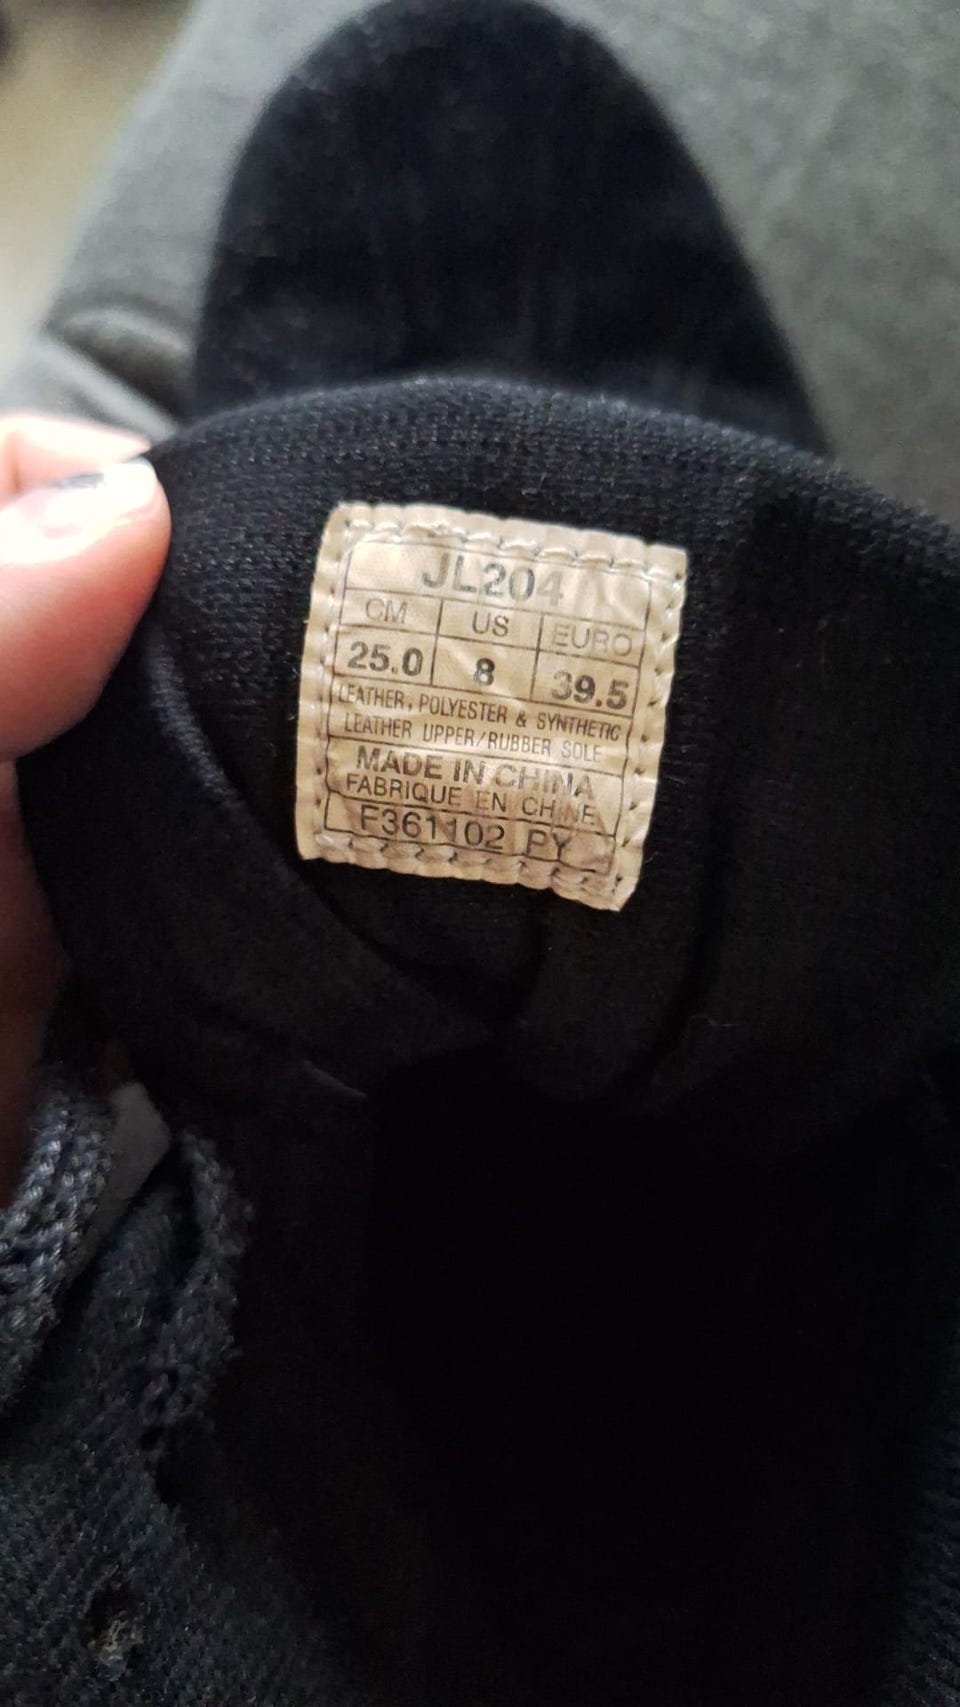 JL204
CM US EURO
25.0 8 39.5
LEATHER, POLYESTER & SYNTHETIC
LEATHER UPPER/RUBBER SOLE
MADE IN CHINA
FABRIQUE EN CHINE
F361102 PY